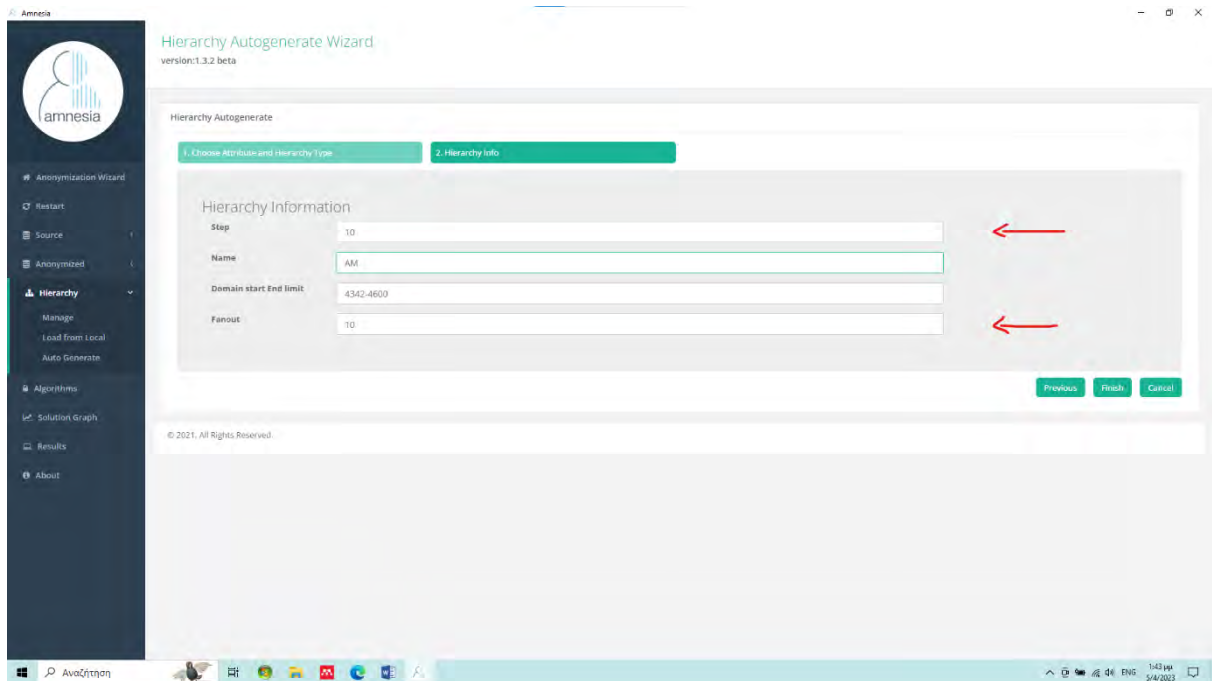 Amnesia
Hierarchy Autogenerate Wizard
version:1.3.2 beta
amnesia
Anonymization Wizard
Restart
Source
Anonymized
Hierarchy
Manage
Load from Local
Auto Generate
Algorithms
Solution Graph
Results
About
Hierarchy Autogenerate
1. Choose Attribute and Hierarchy Type
2. Hierarchy Info
Hierarchy Information
Step
10
Name
AM
Domain start End limit
4342-4600
Fanout
10
Previous
Finish
Cancel
© 2021, All Rights Reserved.
Αναζήτηση
ENG
1:43 μμ
5/4/2023